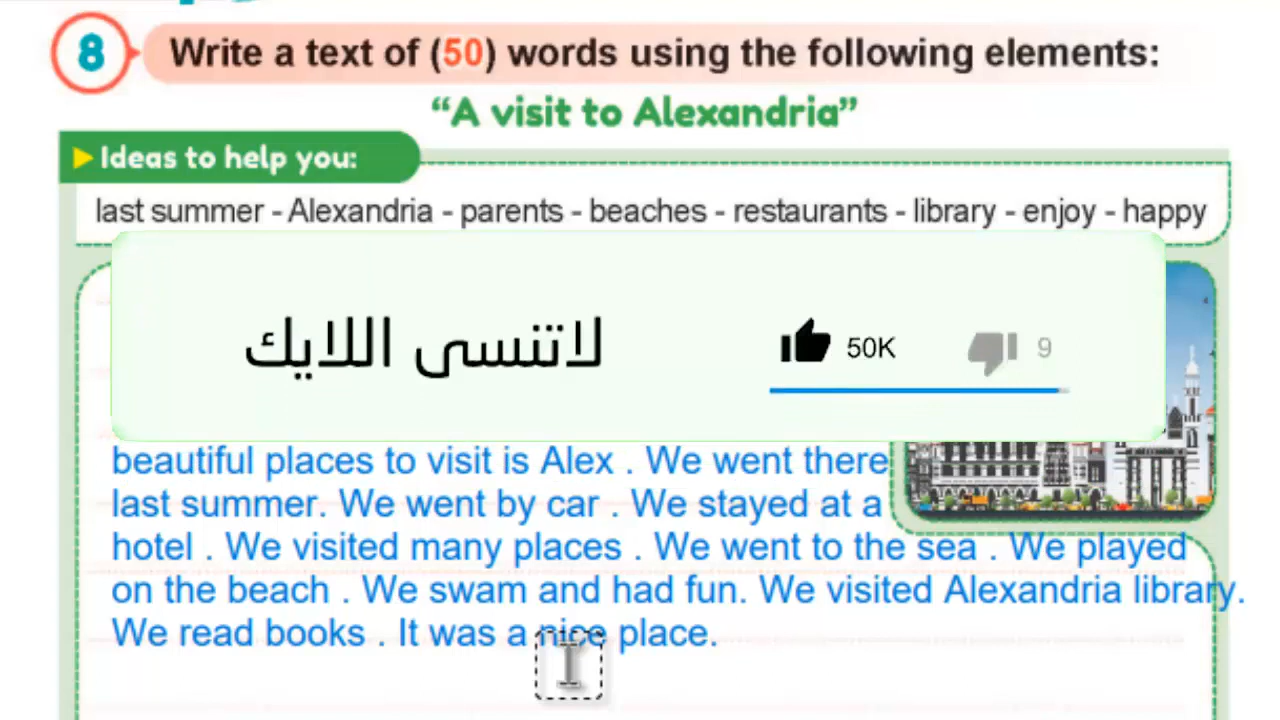 8 Write a text of (50) words using the following elements:
“A visit to Alexandria”
Ideas to help you:
last summer - Alexandria - parents - beaches - restaurants - library - enjoy - happy
لاتنسى اللايك
50K 9
beautiful places to visit is Alex . We went there
last summer. We went by car . We stayed at a
hotel . We visited many places . We went to the sea . We played
on the beach . We swam and had fun. We visited Alexandria library.
We read books . It was a nice place.